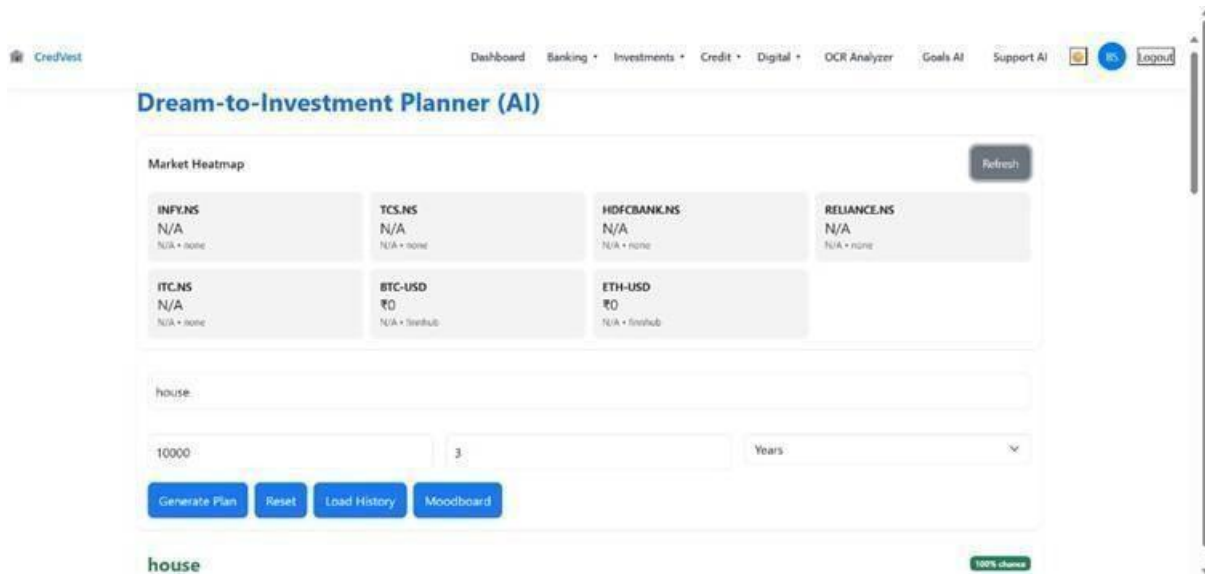 CredVest Dashboard Banking Investments Credit Digital OCR Analyzer Goals AI Support AI BS Logout
Dream-to-Investment Planner (AI)
Market Heatmap Refresh
INFY.NS TCS.NS HDFCBANK.NS RELIANCE.NS
N/A N/A N/A N/A
N/A • none N/A • none N/A • none N/A • none
ITC.NS BTC-USD ETH-USD
N/A ₹0 ₹0
N/A • none N/A • finnhub N/A • finnhub
house
10000 3 Years
Generate Plan Reset Load History Moodboard
house 100% chance